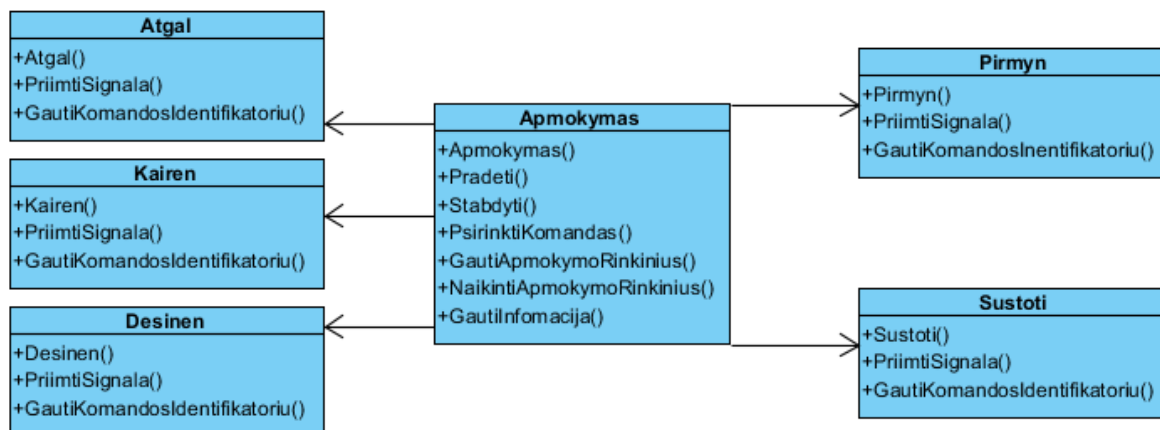 Atgal
+Atgal()
+PriimtiSignala()
+GautiKomandosIdentifikatoriu()
Kairen
+Kairen()
+PriimtiSignala()
+GautiKomandosIdentifikatoriu()
Desinen
+Desinen()
+PriimtiSignala()
+GautiKomandosIdentifikatoriu()
Apmokymas
+Apmokymas()
+Pradeti()
+Stabdyti()
+PsirinktiKomandas()
+GautiApmokymoRinkinius()
+NaikintiApmokymoRinkinius()
+GautiInfomacija()
Pirmyn
+Pirmyn()
+PriimtiSignala()
+GautiKomandosInentifikatoriu()
Sustoti
+Sustoti()
+PriimtiSignala()
+GautiKomandosIdentifikatoriu()